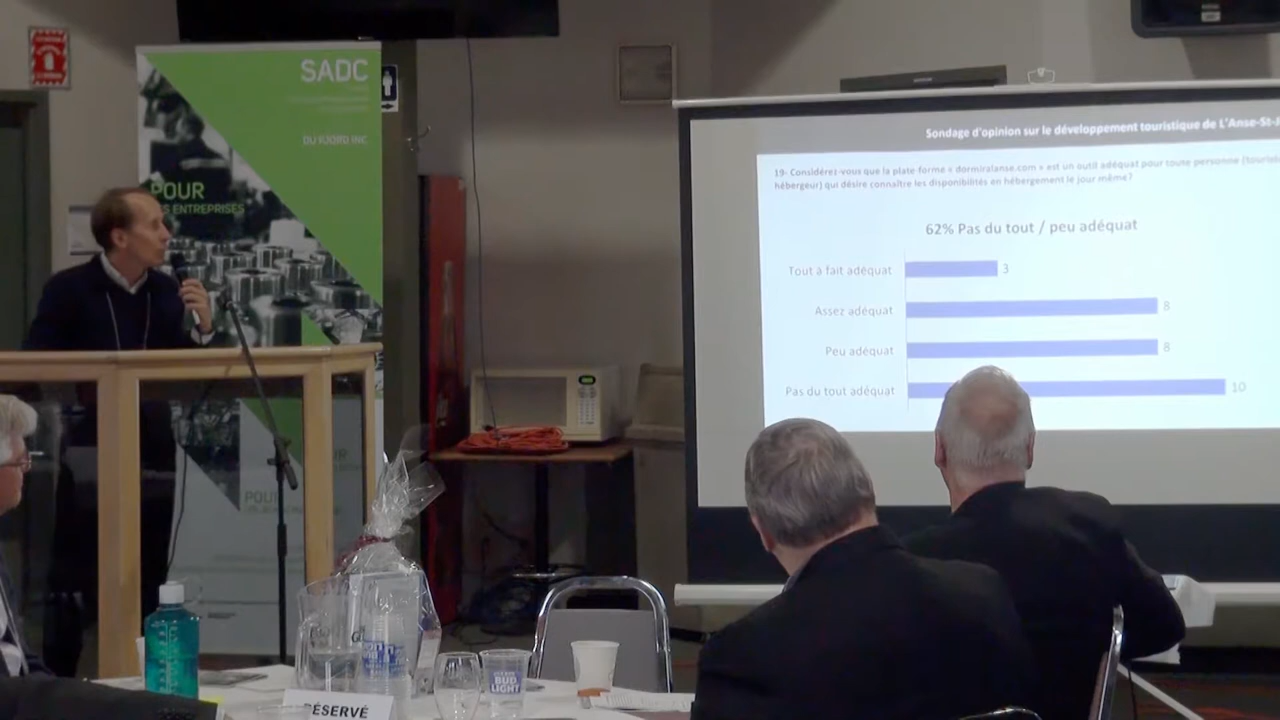 SADC
DU FJORD INC.
POUR
ENTREPRISES
POUR
Sondage d'opinion sur le développement touristique de L'Anse-St-J
19- Considérez-vous que la plate-forme « dormiralanse.com » est un outil adéquat pour toute personne
hébergeur) qui désire connaître les disponibilités en hébergement le jour même?
62% Pas du tout / peu adéquat
Tout à fait adéquat 3
Assez adéquat 8
Peu adéquat 8
Pas du tout adéquat 10
BUD
LIGHT
RÉSERVÉ